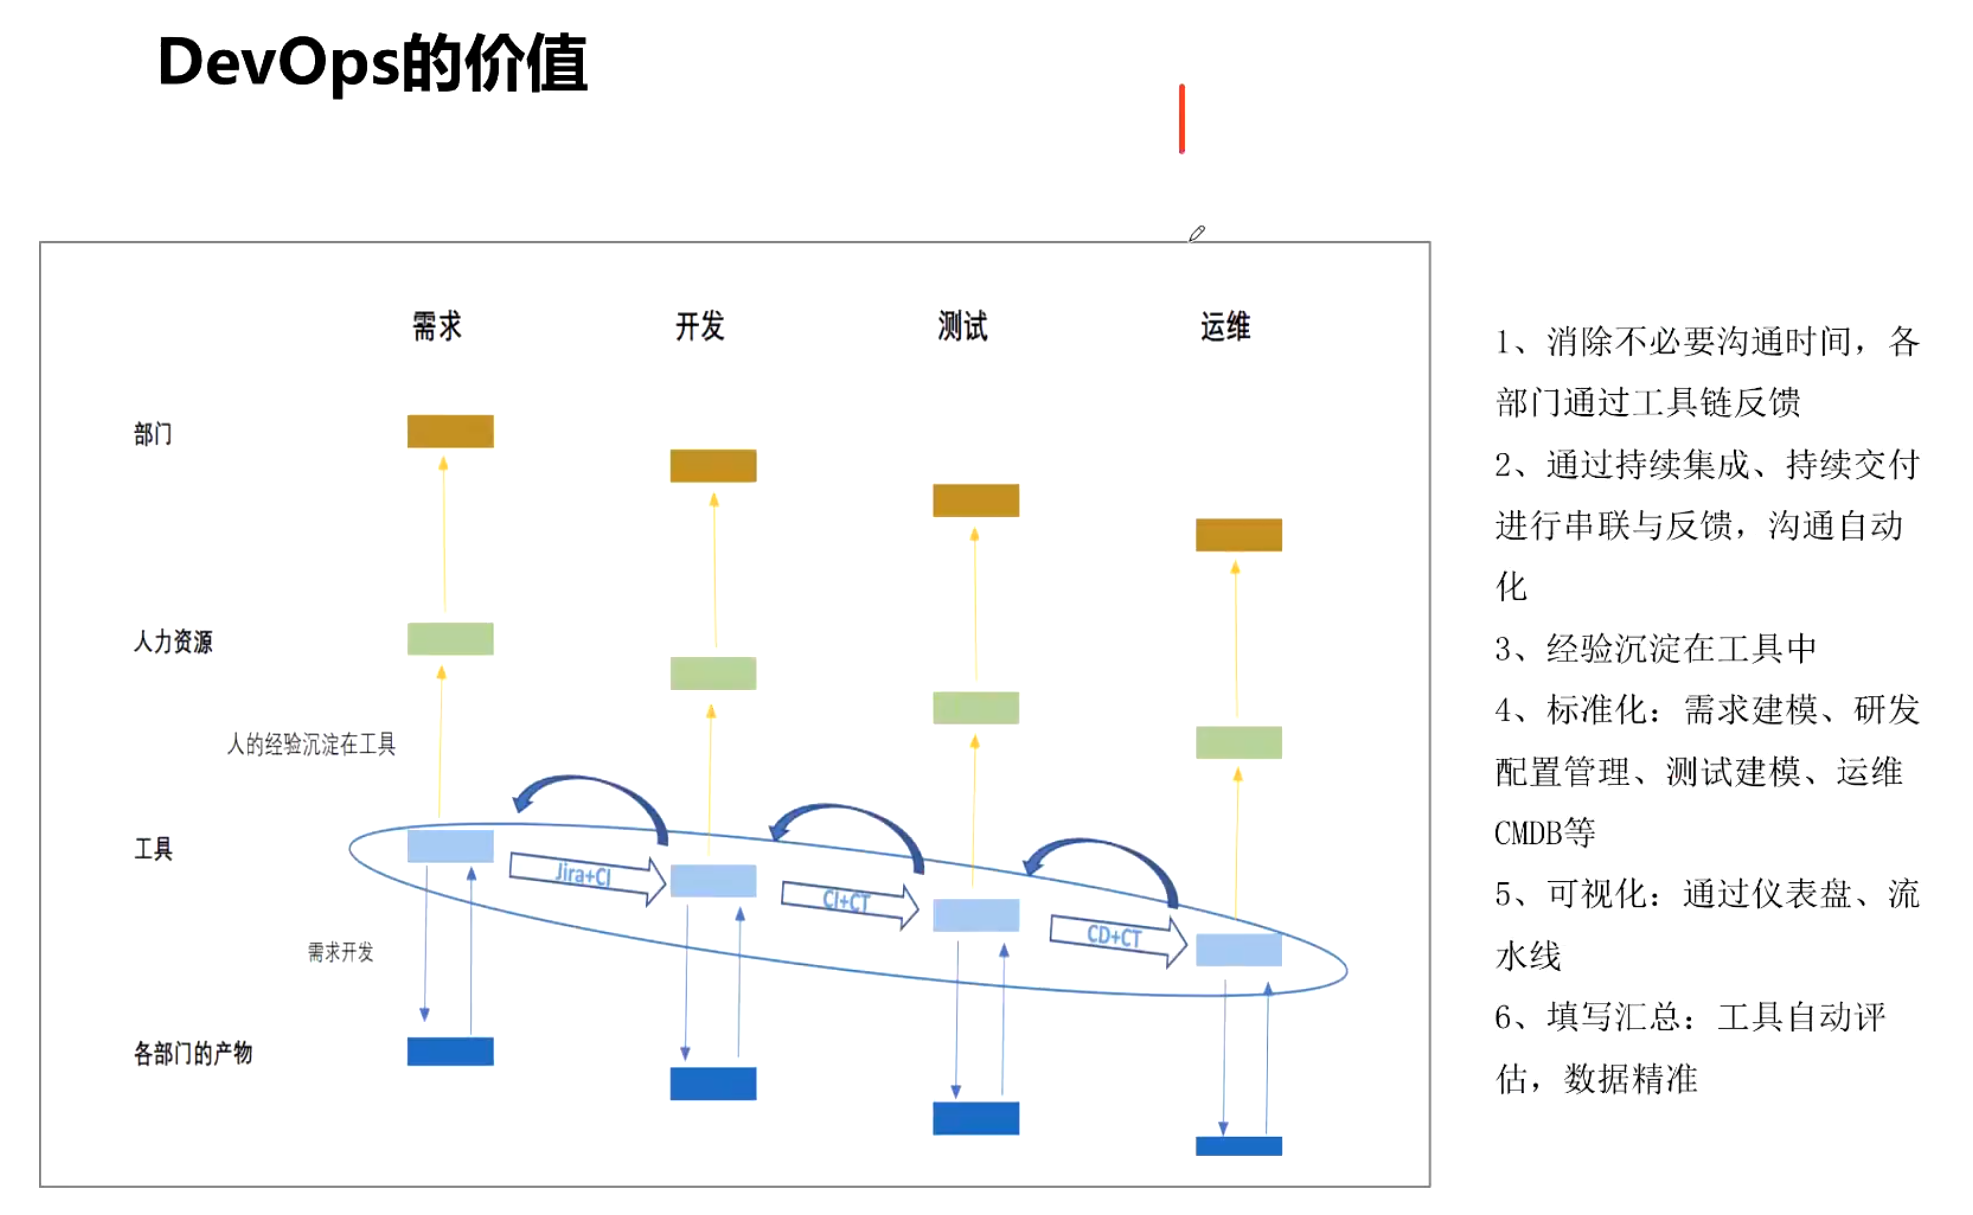 DevOps的价值
需求
开发
测试
运维
部门
人力资源
人的经验沉淀在工具
工具
Jira+CI
CI+CT
CD+CT
需求开发
各部门的产物
1、消除不必要沟通时间，各
部门通过工具链反馈
2、通过持续集成、持续交付
进行串联与反馈，沟通自动
化
3、经验沉淀在工具中
4、标准化：需求建模、研发
配置管理、测试建模、运维
CMDB等
5、可视化：通过仪表盘、流
水线
6、填写汇总：工具自动评
估，数据精准